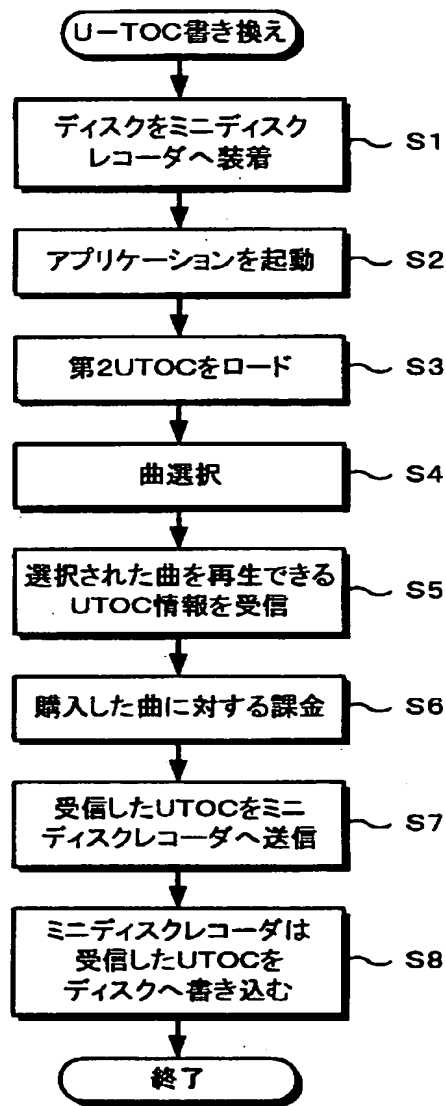 U-TOC書き換え
ディスクをミニディスク
レコーダへ装着
S1
アプリケーションを起動
S2
第2UTOCをロード
S3
曲選択
S4
選択された曲を再生できる
UTOC情報を受信
S5
購入した曲に対する課金
S6
受信したUTOCをミニ
ディスクレコーダへ送信
S7
ミニディスクレコーダは
受信したUTOCを
ディスクへ書き込む
S8
終了